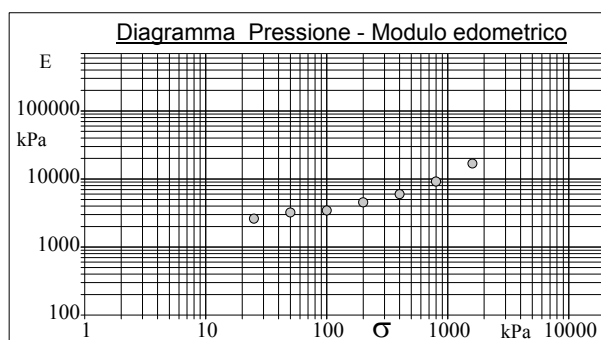 Diagramma Pressione - Modulo edometrico
E
100000
kPa
10000
1000
100
1 10 100 σ 1000 kPa 10000